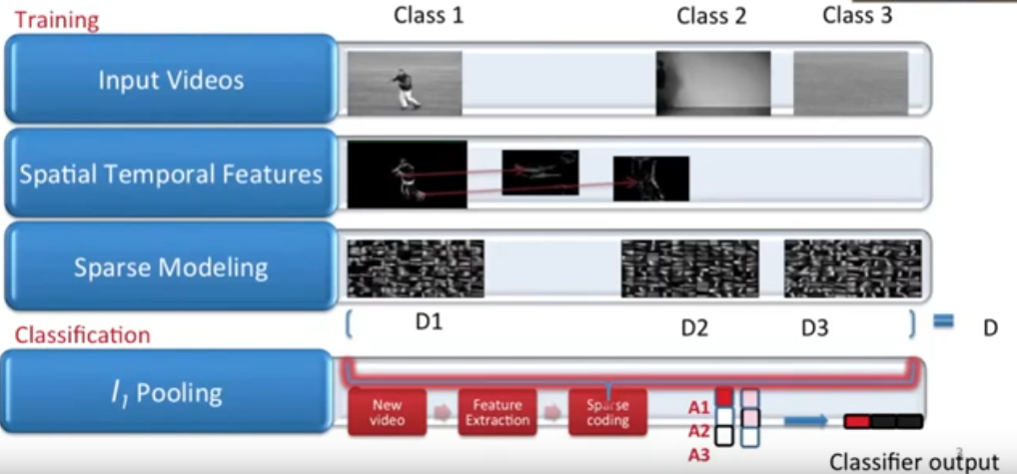 Training
Class 1
Class 2
Class 3
Input Videos
Spatial Temporal Features
Sparse Modeling
D1
D2
D3
= D
Classification
l1 Pooling
New
video
Feature
Extraction
Sparse
coding
A1
A2
A3
Classifier output